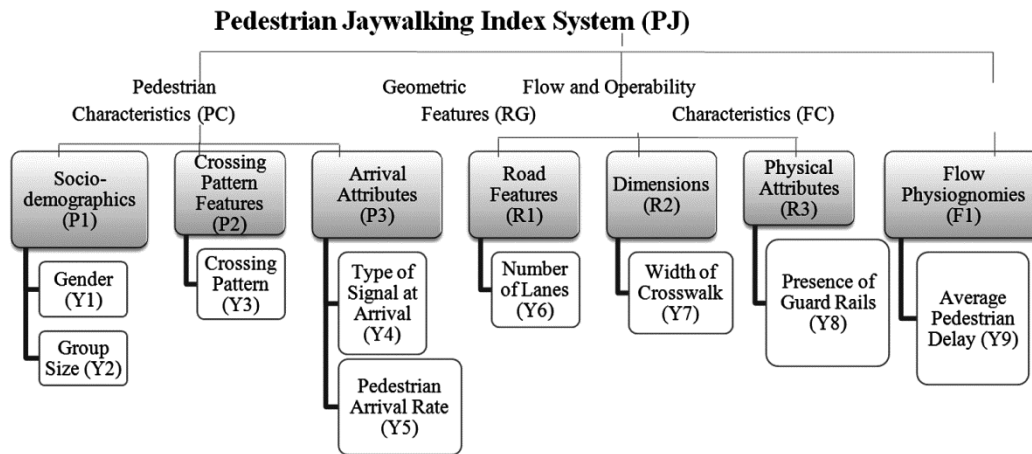 Pedestrian Jaywalking Index System (PJ)
Pedestrian
Characteristics (PC)
Geometric
Features (RG)
Flow and Operability
Characteristics (FC)
Socio-
demographics
(P1)
Crossing
Pattern
Features
(P2)
Arrival
Attributes
(P3)
Road
Features
(R1)
Dimensions
(R2)
Physical
Attributes
(R3)
Flow
Physiognomies
(F1)
Gender
(Y1)
Group
Size (Y2)
Crossing
Pattern
(Y3)
Type of
Signal at
Arrival
(Y4)
Pedestrian
Arrival Rate
(Y5)
Number
of Lanes
(Y6)
Width of
Crosswalk
(Y7)
Presence of
Guard Rails
(Y8)
Average
Pedestrian
Delay (Y9)